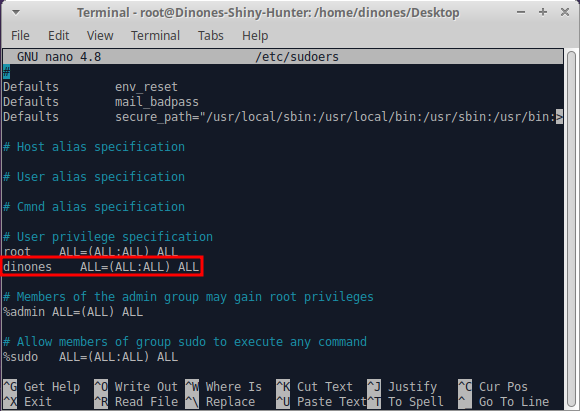 Terminal - root@Dinones-Shiny-Hunter: /home/dinones/Desktop
File Edit View Terminal Tabs Help
GNU nano 4.8 /etc/sudoers
#
Defaults env_reset
Defaults mail_badpass
Defaults secure_path="/usr/local/sbin:/usr/local/bin:/usr/sbin:/usr/bin:>
# Host alias specification
# User alias specification
# Cmnd alias specification
# User privilege specification
root ALL=(ALL:ALL) ALL
dinones ALL=(ALL:ALL) ALL
# Members of the admin group may gain root privileges
%admin ALL=(ALL) ALL
# Allow members of group sudo to execute any command
%sudo ALL=(ALL:ALL) ALL
^G Get Help ^O Write Out ^W Where Is ^K Cut Text ^J Justify ^C Cur Pos
^X Exit ^R Read File ^\ Replace ^U Paste Text ^T To Spell ^_ Go To Line